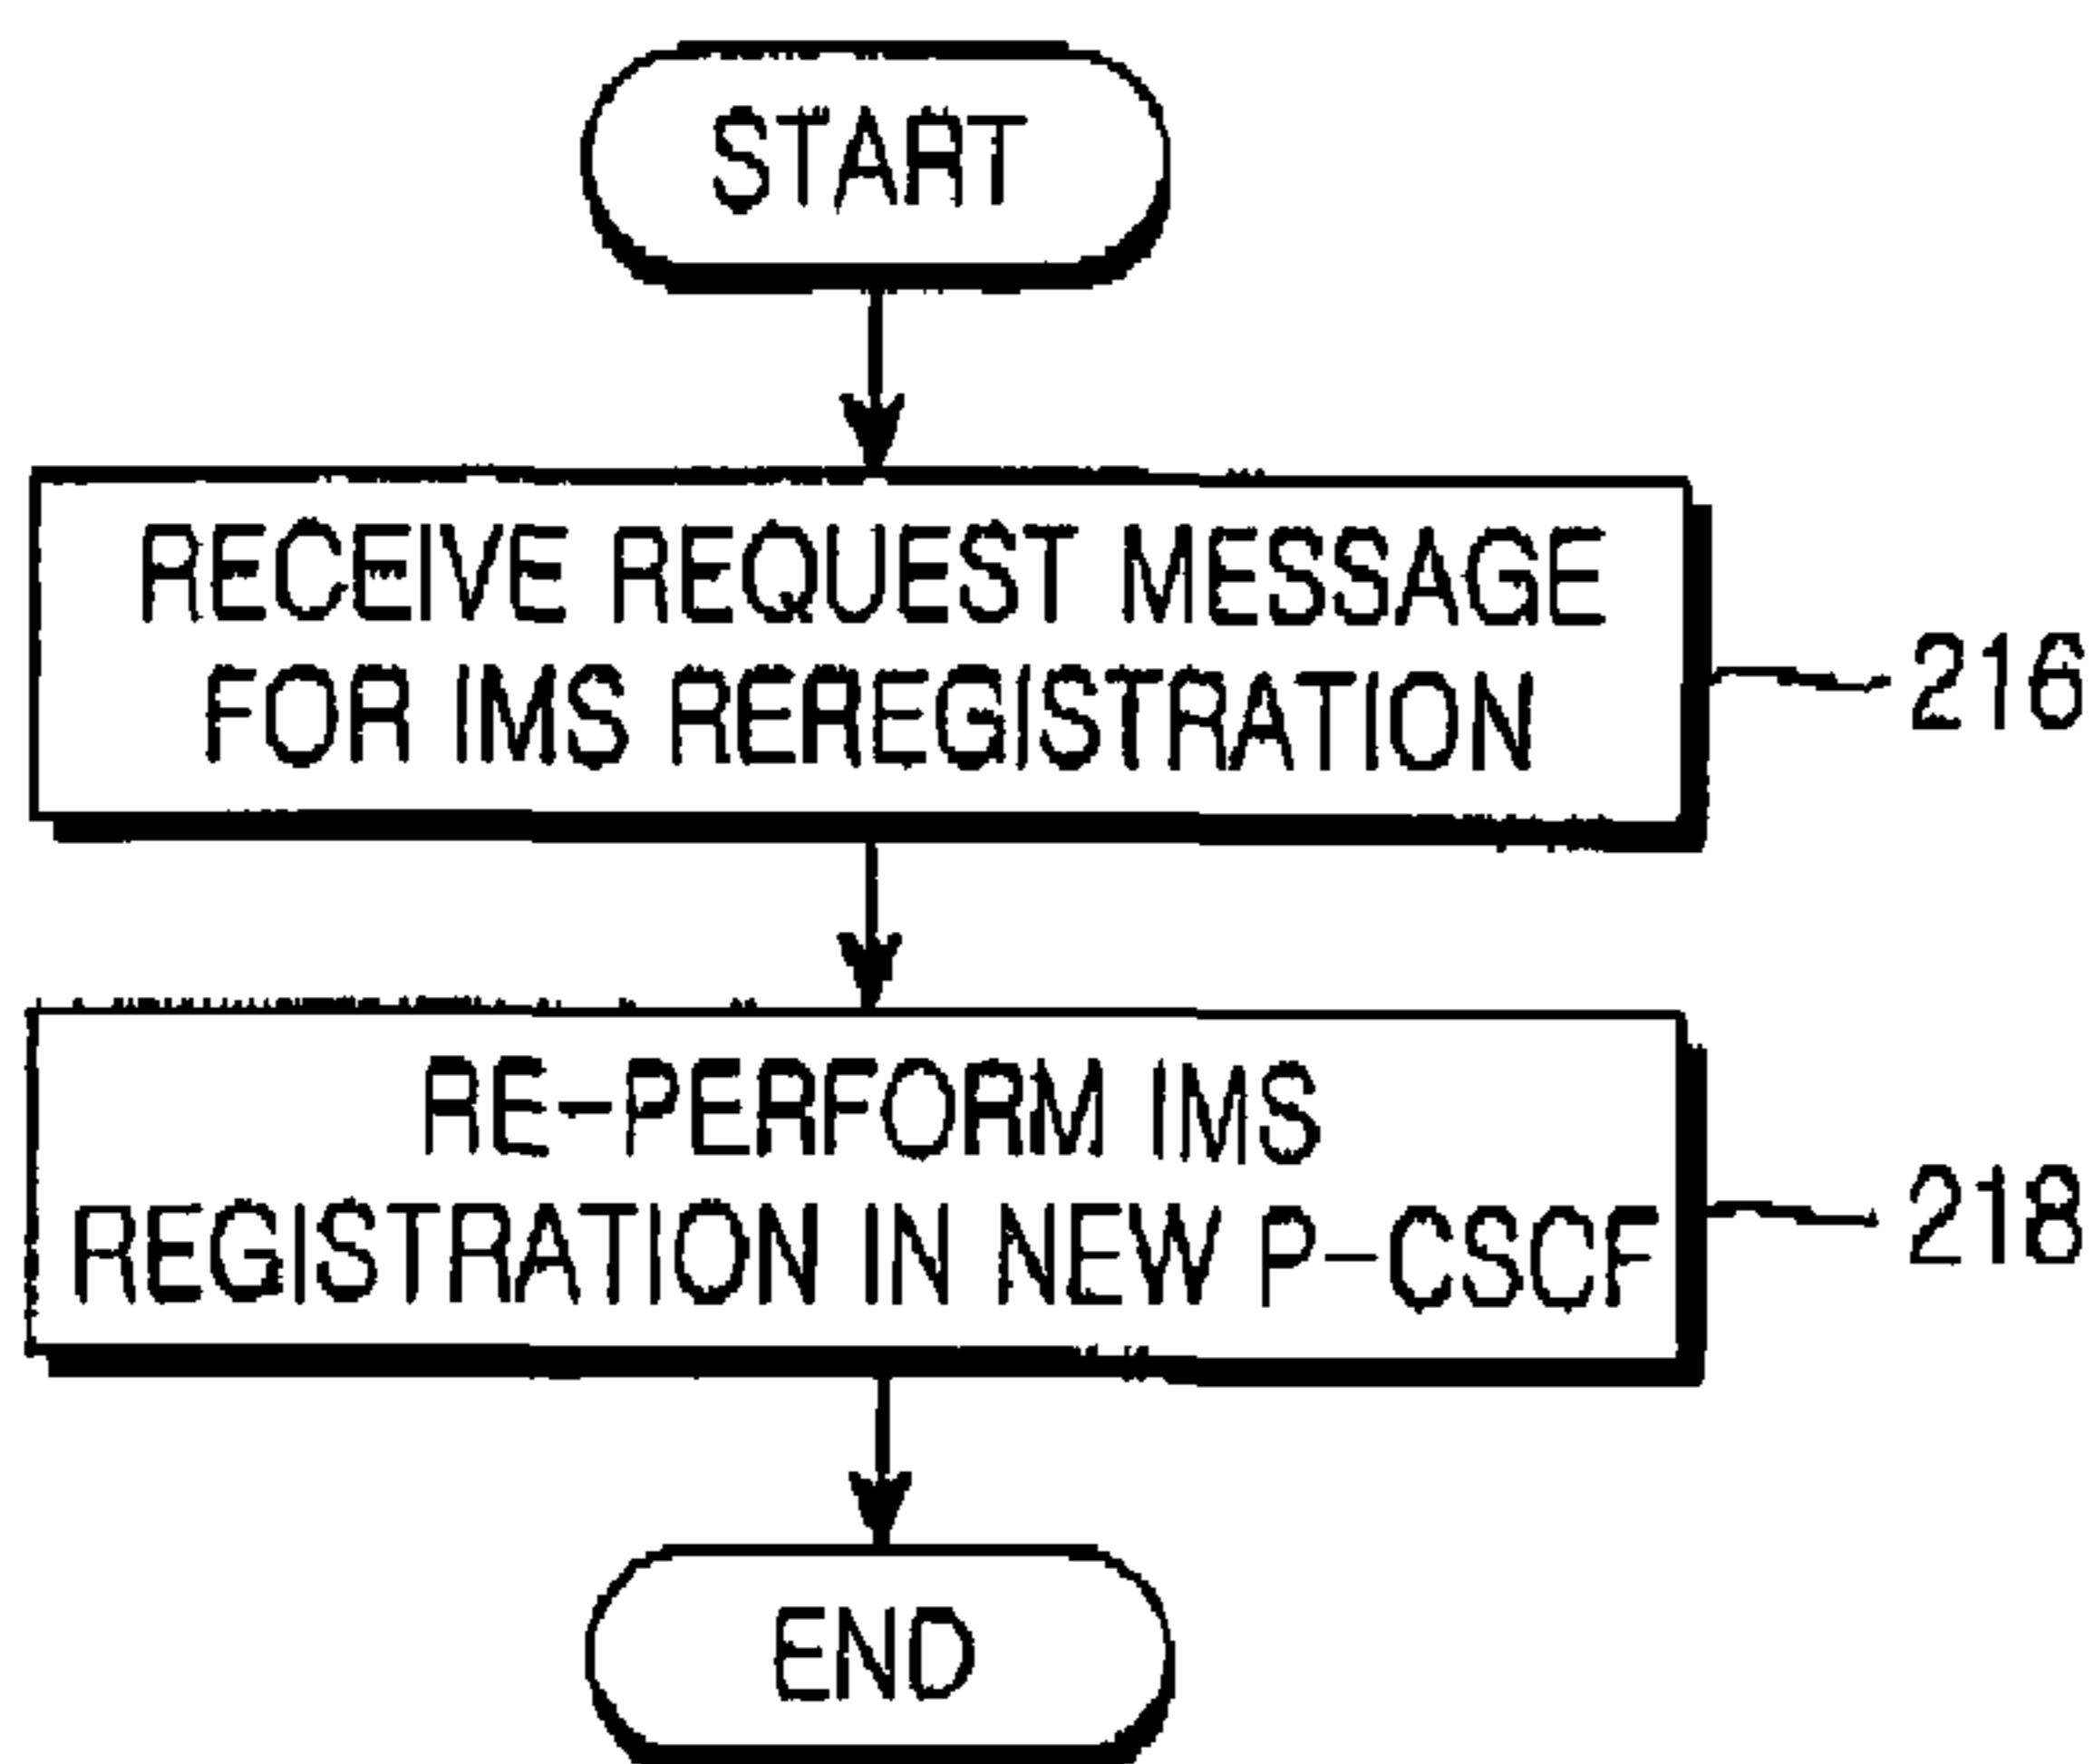 START
RECEIVE REQUEST MESSAGE
FOR IMS REREGISTRATION
216
RE-PERFORM IMS
REGISTRATION IN NEW P-CSCF
218
END